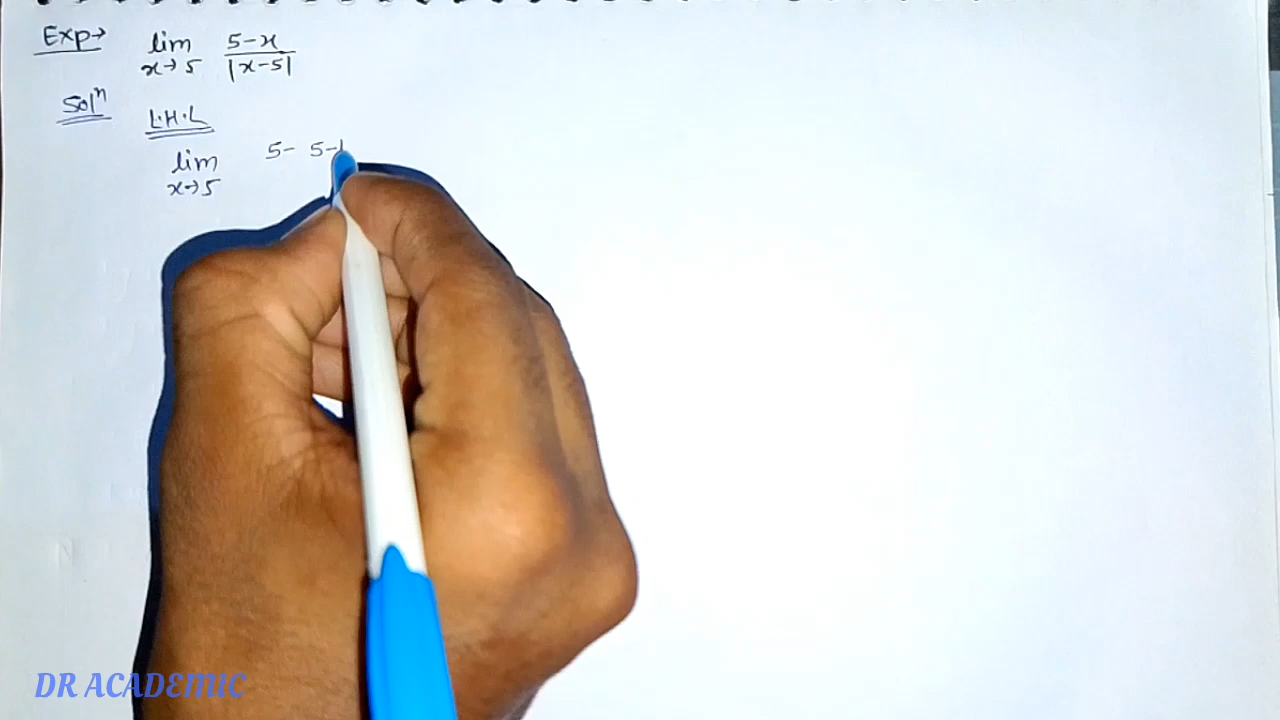 Exp→ lim 5-x
x→5 |x-5|
Solⁿ L.H.L
lim 5- 5-
x→5
DR ACADEMIC